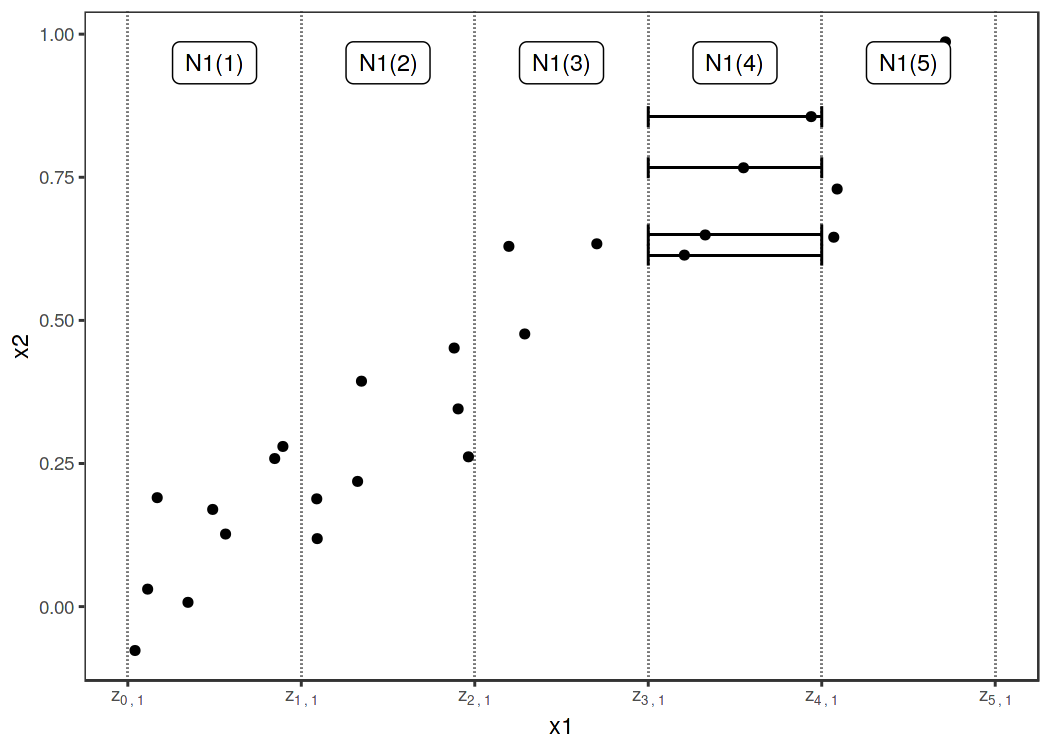 1.00
0.75
0.50
0.25
0.00
x2
N1(1) N1(2) N1(3) N1(4) N1(5)
z0,1 z1,1 z2,1 z3,1 z4,1 z5,1
x1